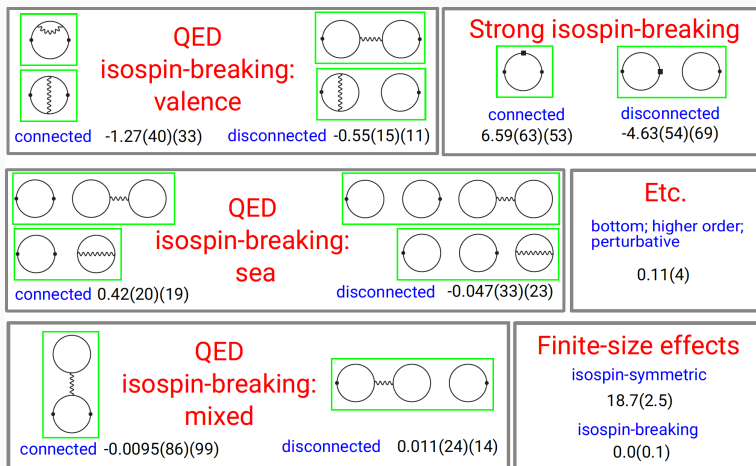 QED
isospin-breaking:
valence
connected -1.27(40)(33)
disconnected -0.55(15)(11)
Strong isospin-breaking
connected
6.59(63)(53)
disconnected
-4.63(54)(69)
QED
isospin-breaking:
sea
connected 0.42(20)(19)
disconnected -0.047(33)(23)
Etc.
bottom; higher order;
perturbative
0.11(4)
QED
isospin-breaking:
mixed
connected -0.0095(86)(99)
disconnected 0.011(24)(14)
Finite-size effects
isospin-symmetric
18.7(2.5)
isospin-breaking
0.0(0.1)